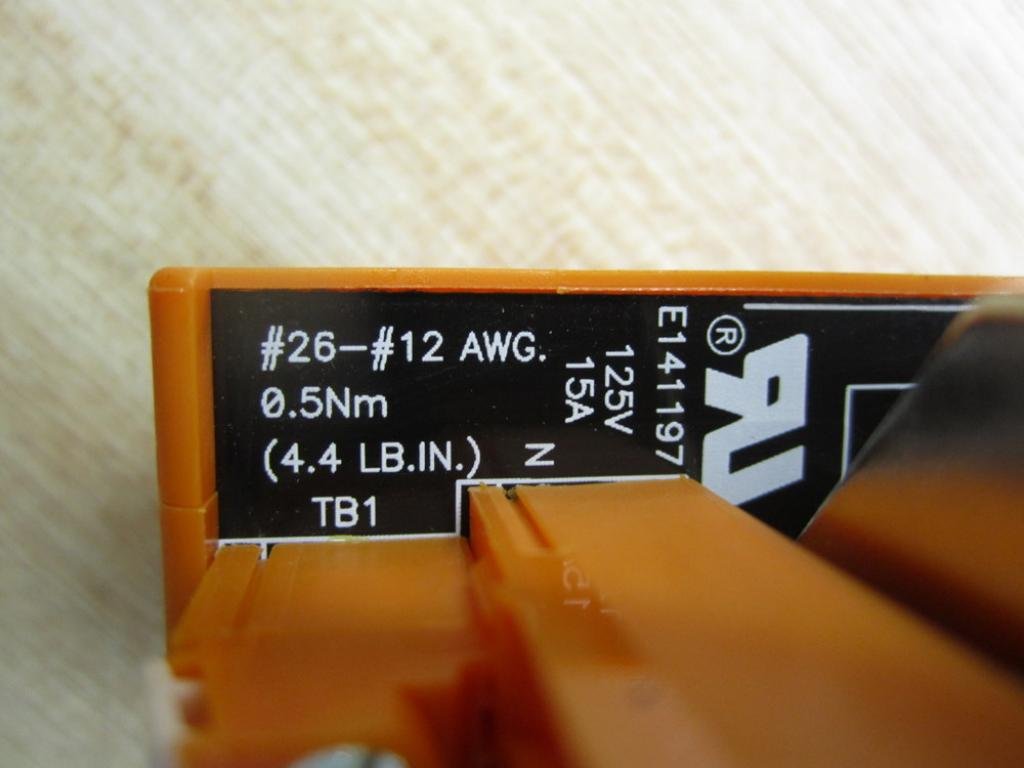 #26-#12 AWG.
0.5Nm
(4.4 LB.IN.)
TB1
N
15A
125V
E141197
®